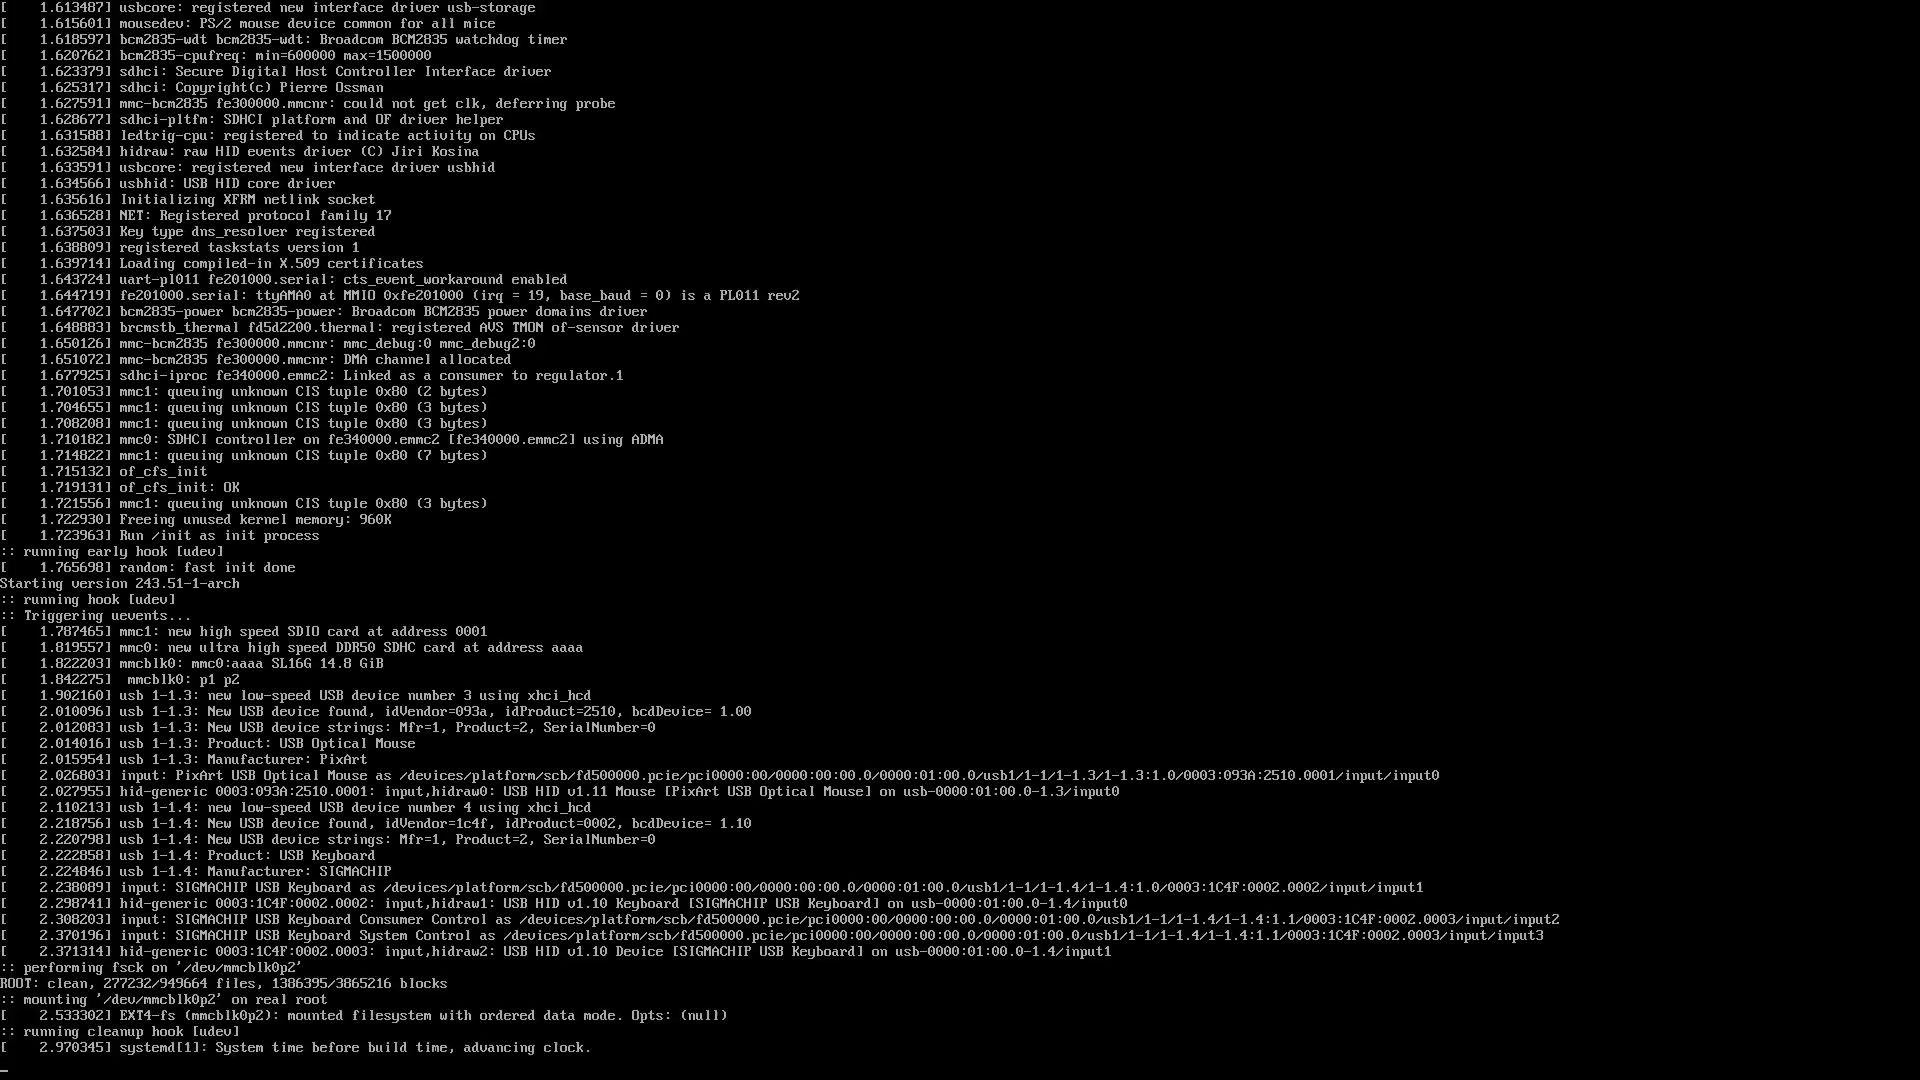 [    1.613487] usbcore: registered new interface driver usb-storage
[    1.615601] mousedev: PS/2 mouse device common for all mice
[    1.618597] bcm2835-wdt bcm2835-wdt: Broadcom BCM2835 watchdog timer
[    1.620762] bcm2835-cpufreq: min=600000 max=1500000
[    1.623379] sdhci: Secure Digital Host Controller Interface driver
[    1.625317] sdhci: Copyright(c) Pierre Ossman
[    1.627591] mmc-bcm2835 fe300000.mmcnr: could not get clk, deferring probe
[    1.628677] sdhci-pltfm: SDHCI platform and OF driver helper
[    1.631588] ledtrig-cpu: registered to indicate activity on CPUs
[    1.632584] hidraw: raw HID events driver (C) Jiri Kosina
[    1.633591] usbcore: registered new interface driver usbhid
[    1.634566] usbhid: USB HID core driver
[    1.635616] Initializing XFRM netlink socket
[    1.636528] NET: Registered protocol family 17
[    1.637503] Key type dns_resolver registered
[    1.638809] registered taskstats version 1
[    1.639714] Loading compiled-in X.509 certificates
[    1.643724] uart-pl011 fe201000.serial: cts_event_workaround enabled
[    1.644719] fe201000.serial: ttyAMA0 at MMIO 0xfe201000 (irq = 19, base_baud = 0) is a PL011 rev2
[    1.647702] bcm2835-power bcm2835-power: Broadcom BCM2835 power domains driver
[    1.648883] brcmstb_thermal fd5d2200.thermal: registered AVS TMON of-sensor driver
[    1.650126] mmc-bcm2835 fe300000.mmcnr: mmc_debug:0 mmc_debug2:0
[    1.651072] mmc-bcm2835 fe300000.mmcnr: DMA channel allocated
[    1.677925] sdhci-iproc fe340000.emmc2: Linked as a consumer to regulator.1
[    1.701053] mmc1: queuing unknown CIS tuple 0x80 (2 bytes)
[    1.704655] mmc1: queuing unknown CIS tuple 0x80 (3 bytes)
[    1.708208] mmc1: queuing unknown CIS tuple 0x80 (3 bytes)
[    1.710182] mmc0: SDHCI controller on fe340000.emmc2 [fe340000.emmc2] using ADMA
[    1.714822] mmc1: queuing unknown CIS tuple 0x80 (7 bytes)
[    1.715132] of_cfs_init
[    1.719131] of_cfs_init: OK
[    1.721556] mmc1: queuing unknown CIS tuple 0x80 (3 bytes)
[    1.722930] Freeing unused kernel memory: 960K
[    1.723963] Run /init as init process
:: running early hook [udev]
[    1.765698] random: fast init done
Starting version 243.51-1-arch
:: running hook [udev]
:: Triggering uevents...
[    1.787465] mmc1: new high speed SDIO card at address 0001
[    1.819557] mmc0: new ultra high speed DDR50 SDHC card at address aaaa
[    1.822203] mmcblk0: mmc0:aaaa SL16G 14.8 GiB
[    1.842275]  mmcblk0: p1 p2
[    1.902160] usb 1-1.3: new low-speed USB device number 3 using xhci_hcd
[    2.010096] usb 1-1.3: New USB device found, idVendor=093a, idProduct=2510, bcdDevice= 1.00
[    2.012083] usb 1-1.3: New USB device strings: Mfr=1, Product=2, SerialNumber=0
[    2.014016] usb 1-1.3: Product: USB Optical Mouse
[    2.015954] usb 1-1.3: Manufacturer: PixArt
[    2.026803] input: PixArt USB Optical Mouse as /devices/platform/scb/fd500000.pcie/pci0000:00/0000:00:00.0/0000:01:00.0/usb1/1-1/1-1.3/1-1.3:1.0/0003:093A:2510.0001/input/input0
[    2.027955] hid-generic 0003:093A:2510.0001: input,hidraw0: USB HID v1.11 Mouse [PixArt USB Optical Mouse] on usb-0000:01:00.0-1.3/input0
[    2.110213] usb 1-1.4: new low-speed USB device number 4 using xhci_hcd
[    2.218756] usb 1-1.4: New USB device found, idVendor=1c4f, idProduct=0002, bcdDevice= 1.10
[    2.220798] usb 1-1.4: New USB device strings: Mfr=1, Product=2, SerialNumber=0
[    2.222858] usb 1-1.4: Product: USB Keyboard
[    2.224846] usb 1-1.4: Manufacturer: SIGMACHIP
[    2.238089] input: SIGMACHIP USB Keyboard as /devices/platform/scb/fd500000.pcie/pci0000:00/0000:00:00.0/0000:01:00.0/usb1/1-1/1-1.4/1-1.4:1.0/0003:1C4F:0002.0002/input/input1
[    2.298741] hid-generic 0003:1C4F:0002.0002: input,hidraw1: USB HID v1.10 Keyboard [SIGMACHIP USB Keyboard] on usb-0000:01:00.0-1.4/input0
[    2.308203] input: SIGMACHIP USB Keyboard Consumer Control as /devices/platform/scb/fd500000.pcie/pci0000:00/0000:00:00.0/0000:01:00.0/usb1/1-1/1-1.4/1-1.4:1.1/0003:1C4F:0002.0003/input/input2
[    2.370196] input: SIGMACHIP USB Keyboard System Control as /devices/platform/scb/fd500000.pcie/pci0000:00/0000:00:00.0/0000:01:00.0/usb1/1-1/1-1.4/1-1.4:1.1/0003:1C4F:0002.0003/input/input3
[    2.371314] hid-generic 0003:1C4F:0002.0003: input,hidraw2: USB HID v1.10 Device [SIGMACHIP USB Keyboard] on usb-0000:01:00.0-1.4/input1
:: performing fsck on '/dev/mmcblk0p2'
ROOT: clean, 277232/949664 files, 1386395/3865216 blocks
:: mounting '/dev/mmcblk0p2' on real root
[    2.533302] EXT4-fs (mmcblk0p2): mounted filesystem with ordered data mode. Opts: (null)
:: running cleanup hook [udev]
[    2.970345] systemd[1]: System time before build time, advancing clock.